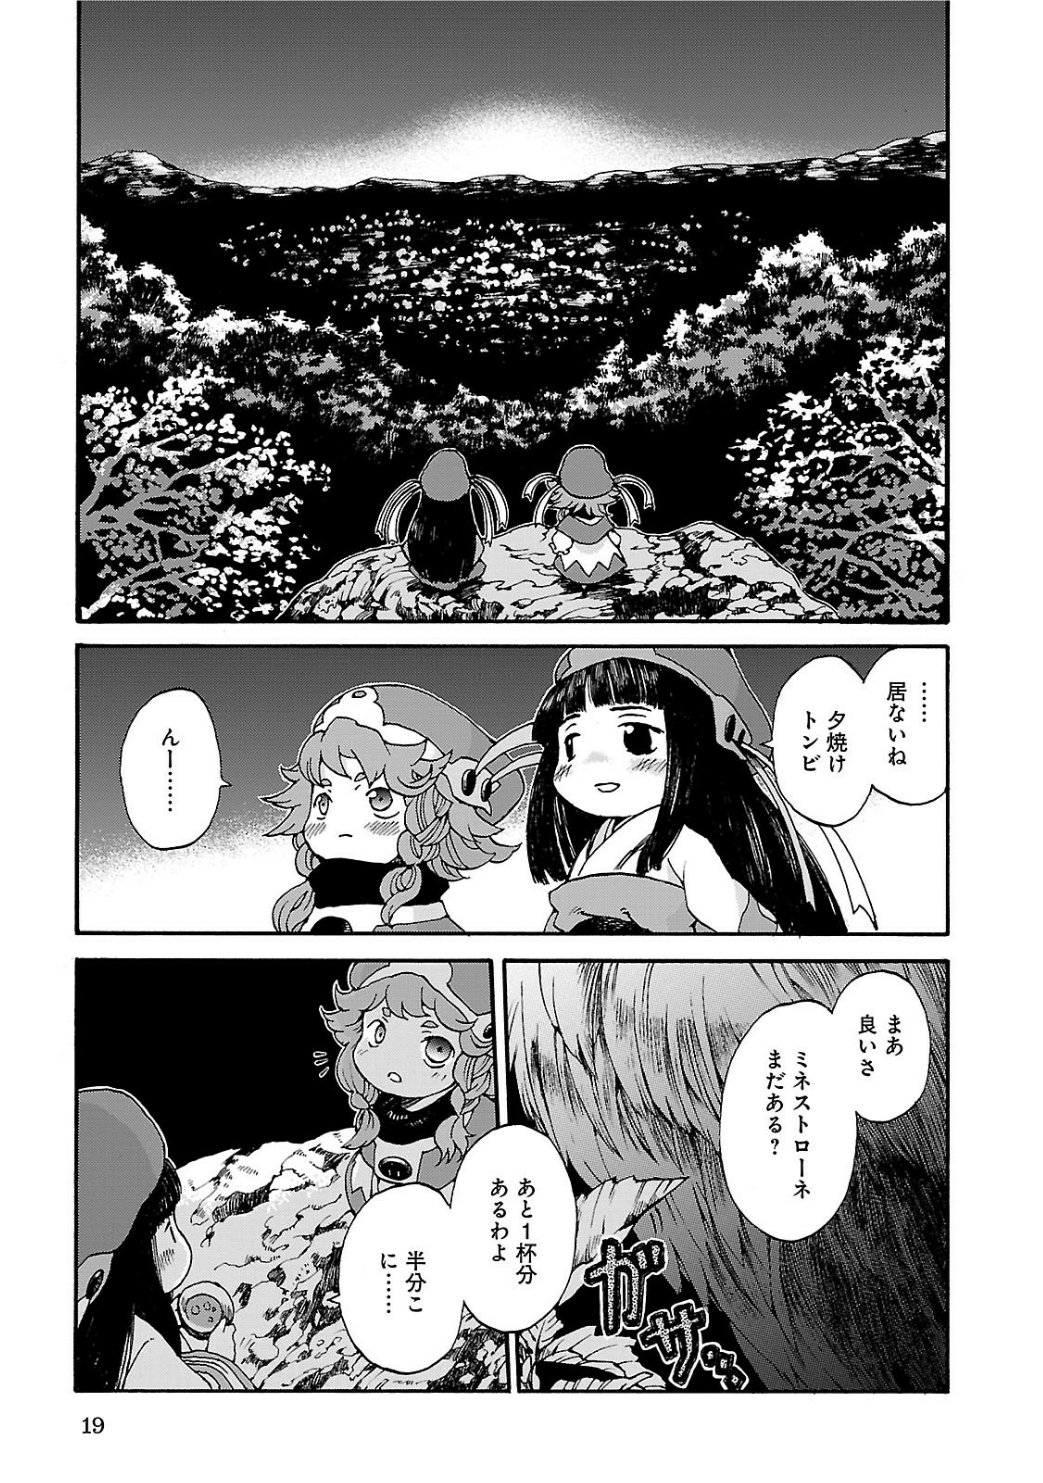 ……
居ないね
夕焼け
トンビ
んー………
まあ
良いさ
ミネストローネ
まだある？
ガサガサ
あと1杯分
あるわよ
半分こ
に……
19